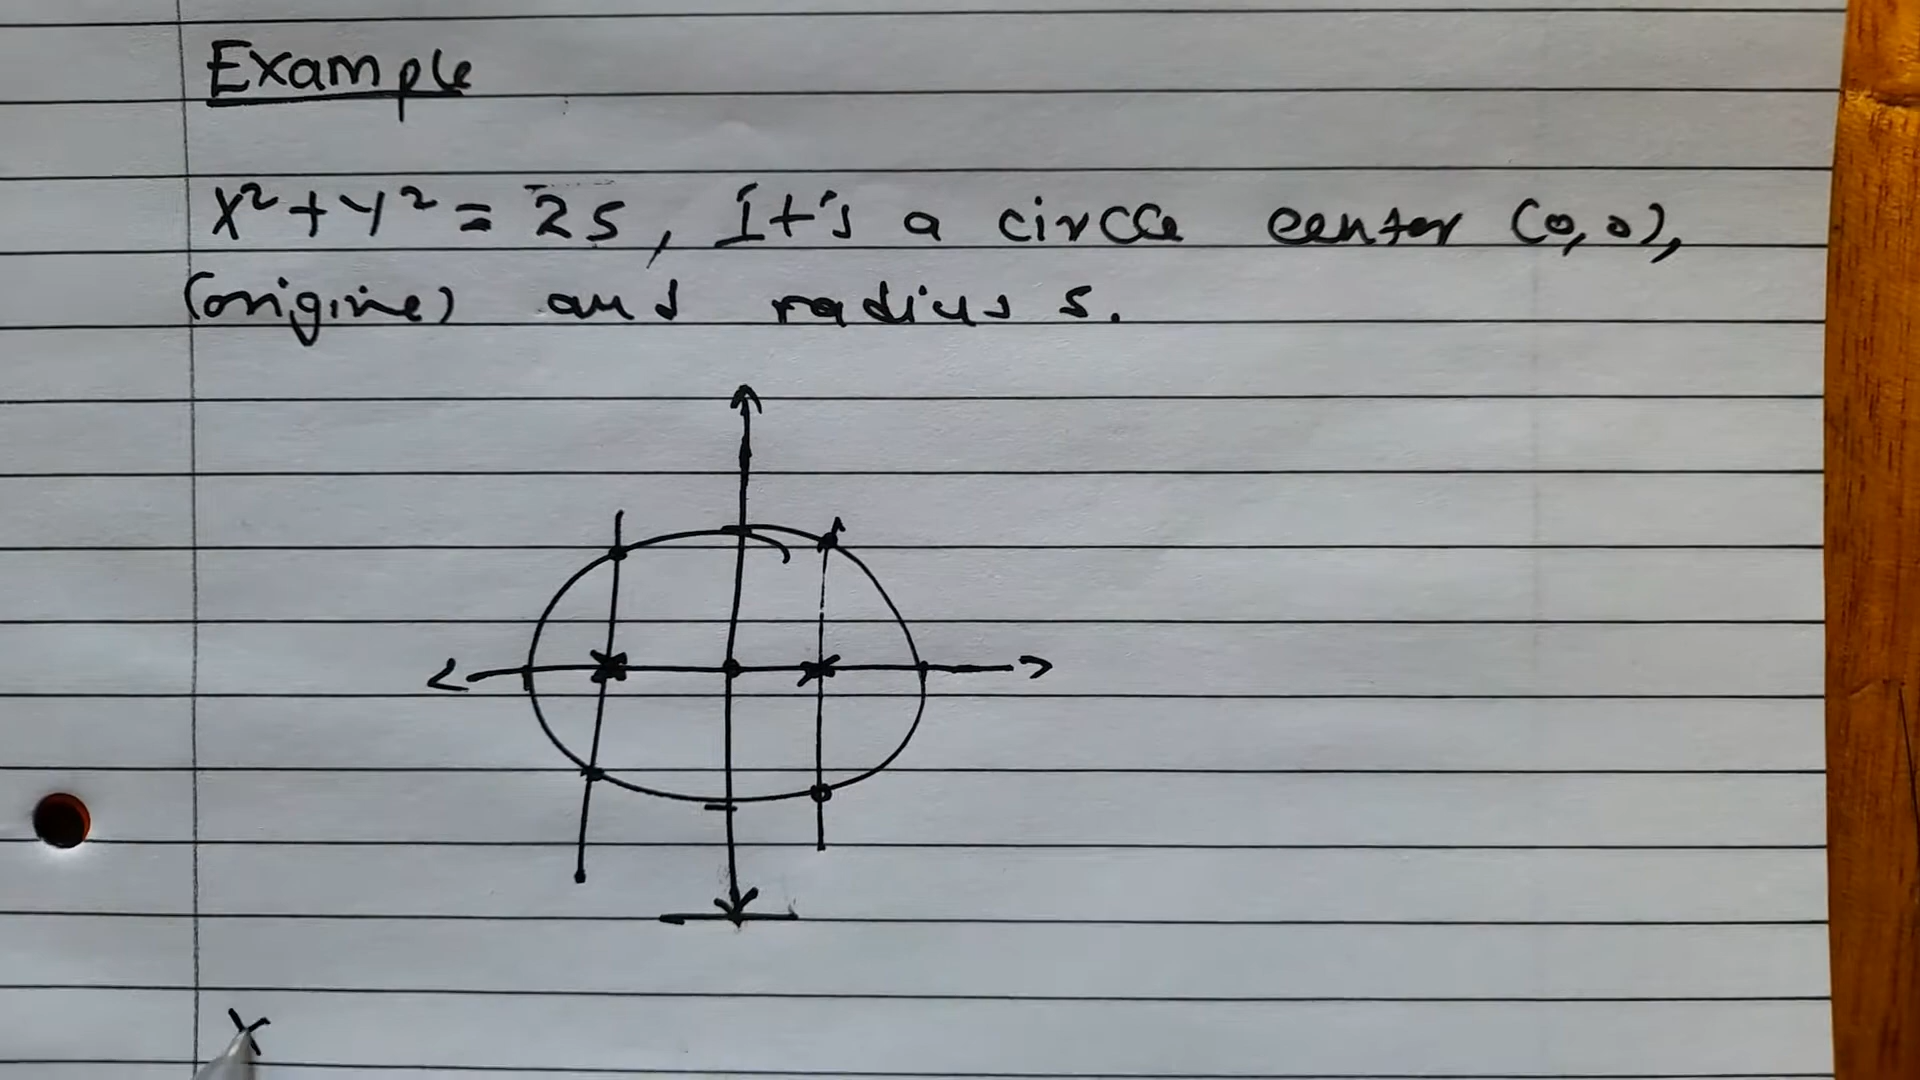 Example
x² + y² = 25, It's a circle center (0,0),
(origine) and radius 5.
x